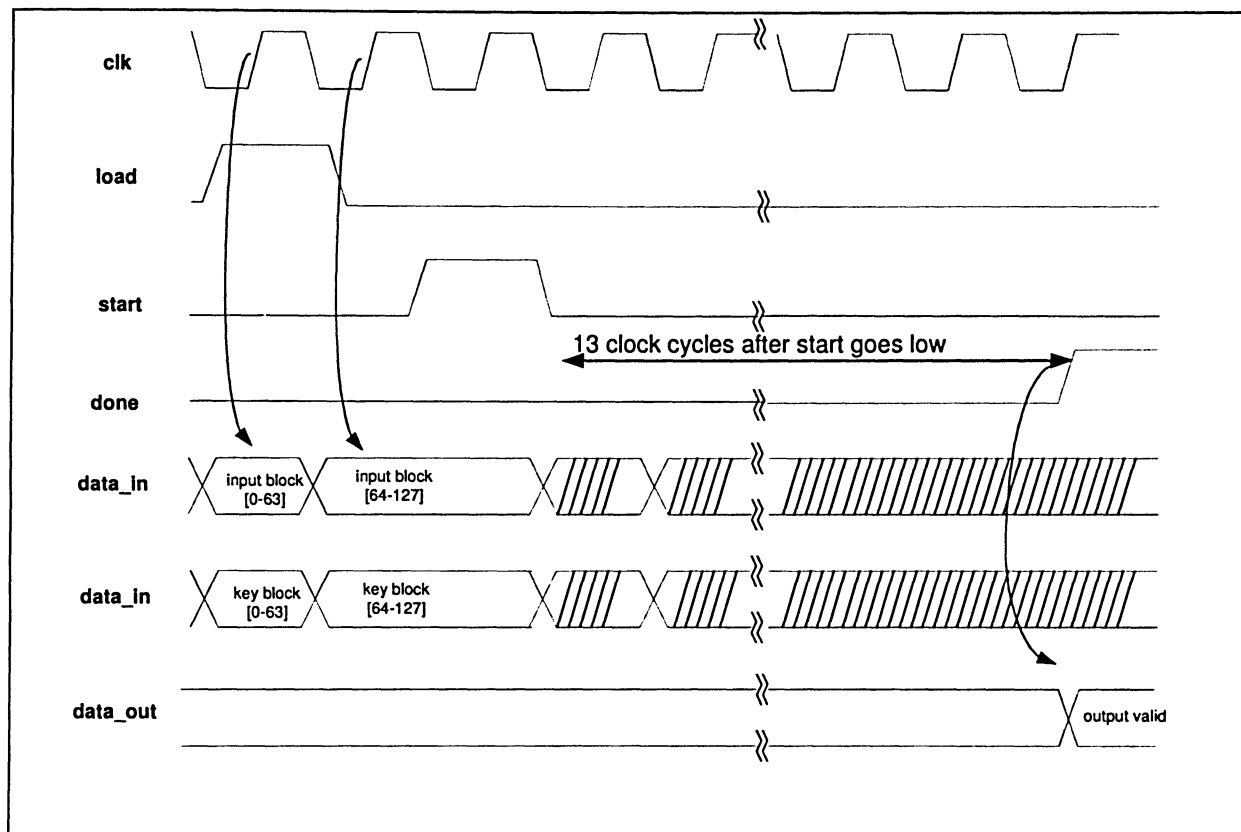 clk
load
start
13 clock cycles after start goes low
done
data_in
input block
[0-63]
input block
[64-127]
data_in
key block
[0-63]
key block
[64-127]
data_out
output valid